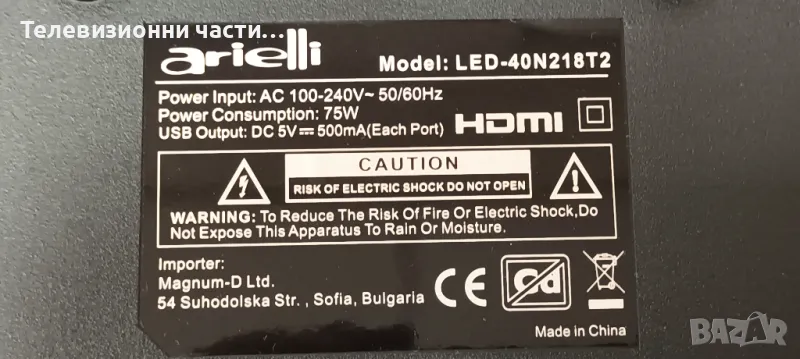 Телевизионни части...
arielli
Model: LED-40N218T2
Power Input: AC 100-240V~ 50/60Hz
Power Consumption: 75W
USB Output: DC 5V⎓500mA(Each Port)
HDMI
CAUTION
RISK OF ELECTRIC SHOCK DO NOT OPEN
WARNING: To Reduce The Risk Of Fire Or Electric Shock,Do
Not Expose This Apparatus To Rain Or Moisture.
Importer:
Magnum-D Ltd.
54 Suhodolska Str. , Sofia, Bulgaria
CE
Cd
Made in China
BAZAR